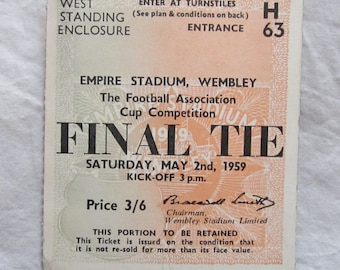 WEST
STANDING
ENCLOSURE
ENTER AT TURNSTILES
(See plan & conditions on back)
ENTRANCE
H
63
EMPIRE STADIUM, WEMBLEY
The Football Association
Cup Competition
FINAL TIE
SATURDAY, MAY 2nd, 1959
KICK-OFF 3 p.m.
Price 3/6
Bracewell Smith
Chairman,
Wembley Stadium Limited
THIS PORTION TO BE RETAINED
This Ticket is issued on the condition that
it is not re-sold for more than its face value.